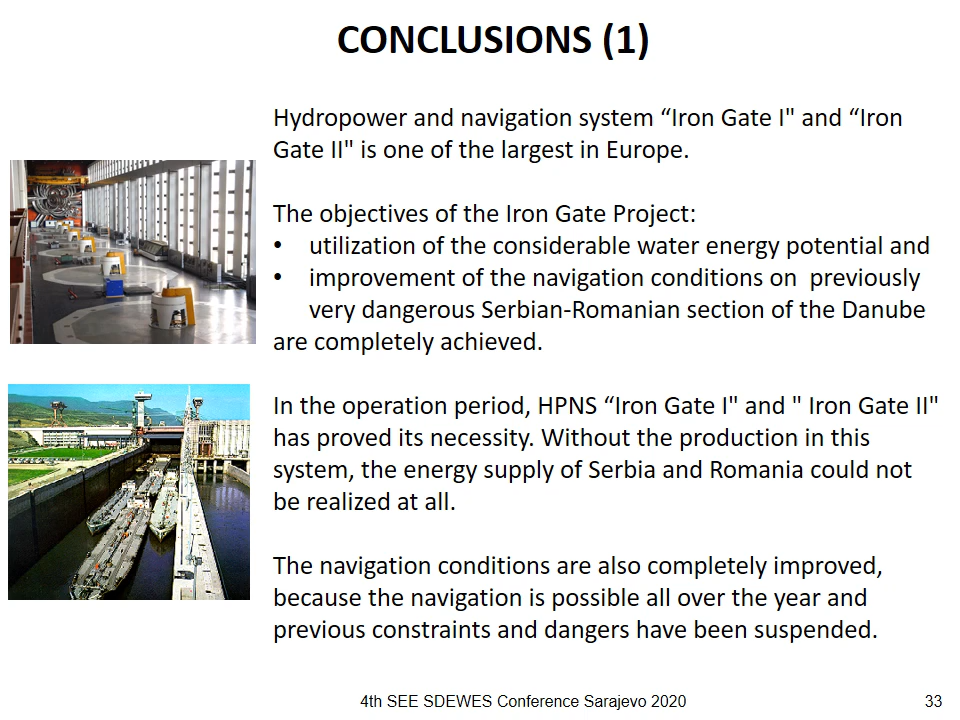 CONCLUSIONS (1)
Hydropower and navigation system “Iron Gate I" and “Iron
Gate II" is one of the largest in Europe.
The objectives of the Iron Gate Project:
• utilization of the considerable water energy potential and
• improvement of the navigation conditions on  previously
very dangerous Serbian-Romanian section of the Danube
are completely achieved.
In the operation period, HPNS “Iron Gate I" and " Iron Gate II"
has proved its necessity. Without the production in this
system, the energy supply of Serbia and Romania could not
be realized at all.
The navigation conditions are also completely improved,
because the navigation is possible all over the year and
previous constraints and dangers have been suspended.
4th SEE SDEWES Conference Sarajevo 2020
33